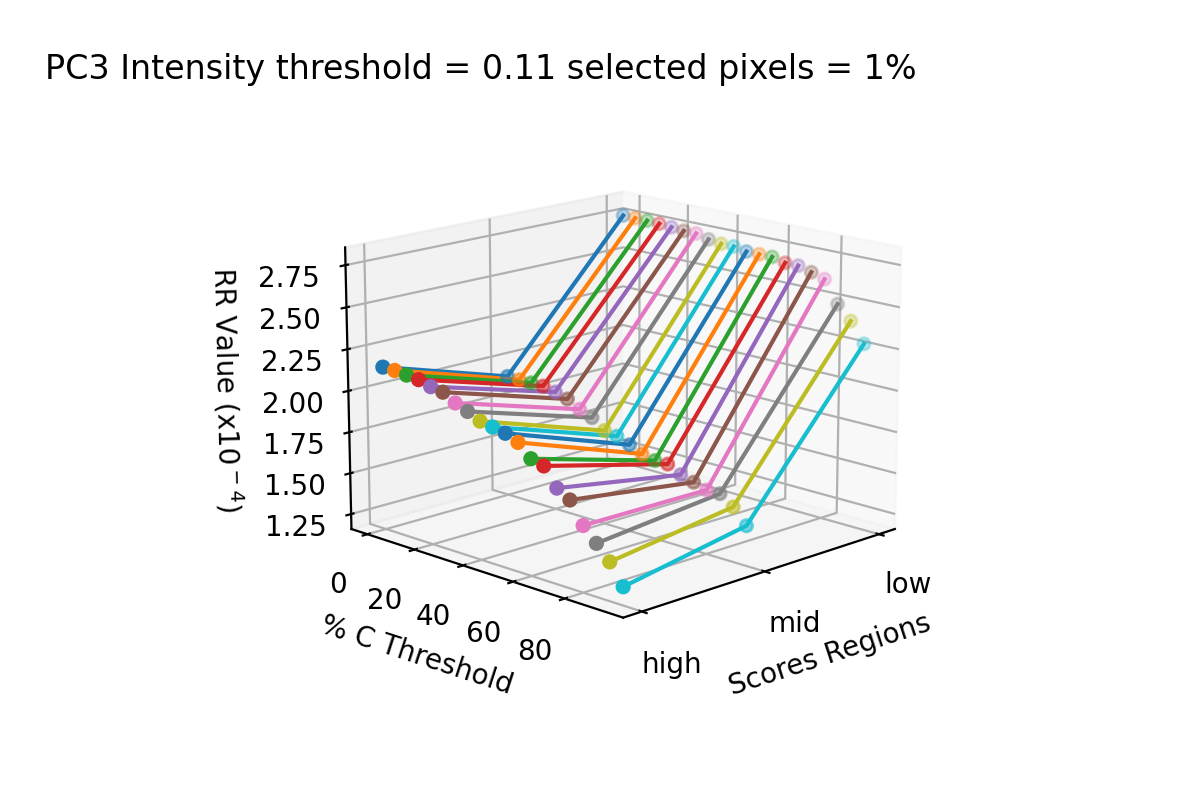 PC3 Intensity threshold = 0.11 selected pixels = 1%
RR Value (x10⁻⁴)
2.75
2.50
2.25
2.00
1.75
1.50
1.25
0
20
40
60
80
% C Threshold
high
mid
low
Scores Regions